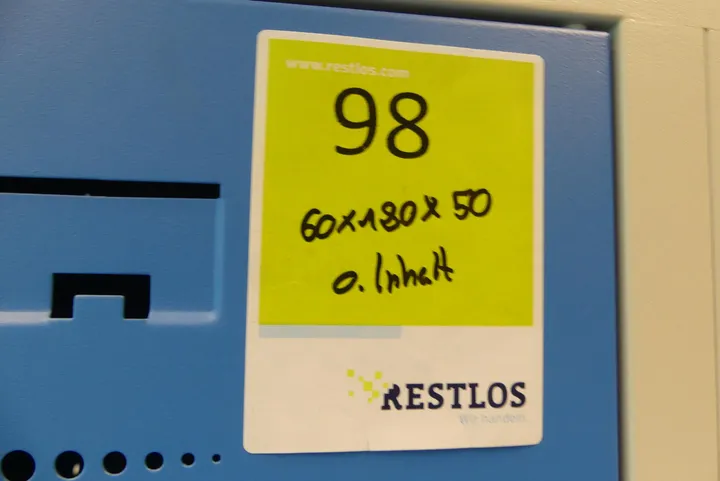 www.restlos.com
98
60x180x50
o. Inhalt
RESTLOS
Wir handeln